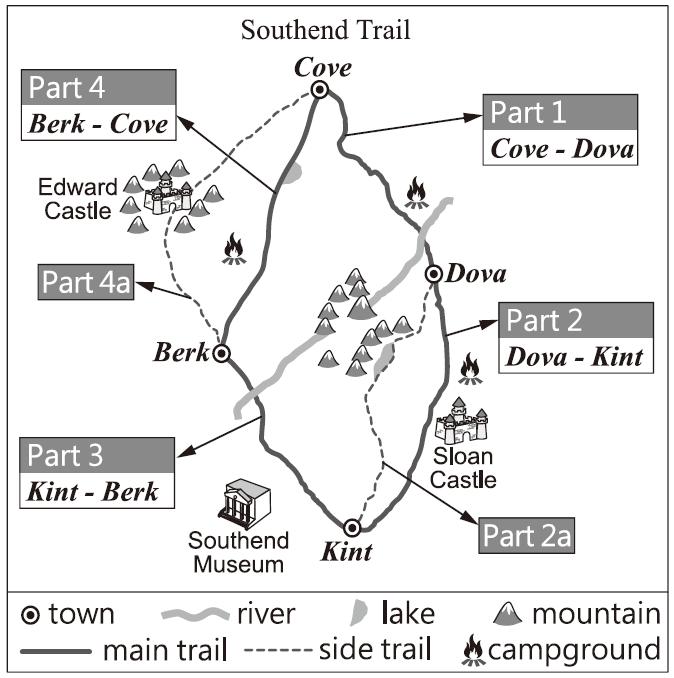 Southend Trail
Cove
Part 4
Berk - Cove
Part 1
Cove - Dova
Edward
Castle
Part 4a
Dova
Part 2
Dova - Kint
Berk
Part 3
Kint - Berk
Sloan
Castle
Southend
Museum
Kint
Part 2a
town
river
lake
mountain
main trail
side trail
campground